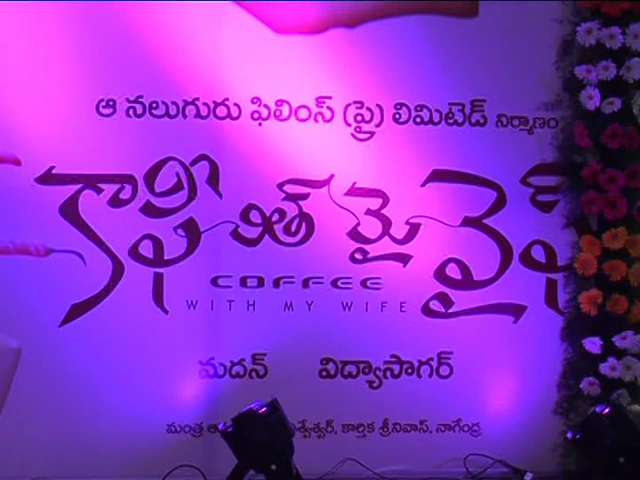 ఆ నలుగురు ఫిలింస్ (ప్రై) లిమిటెడ్ నిర్మాణం
కాఫీ విత్ మై వైఫ్
COFFEE
WITH MY WIFE
మదన్ విద్యాసాగర్
మంత్ర కార్తిక శ్రీనివాస్, నాగేంద్ర